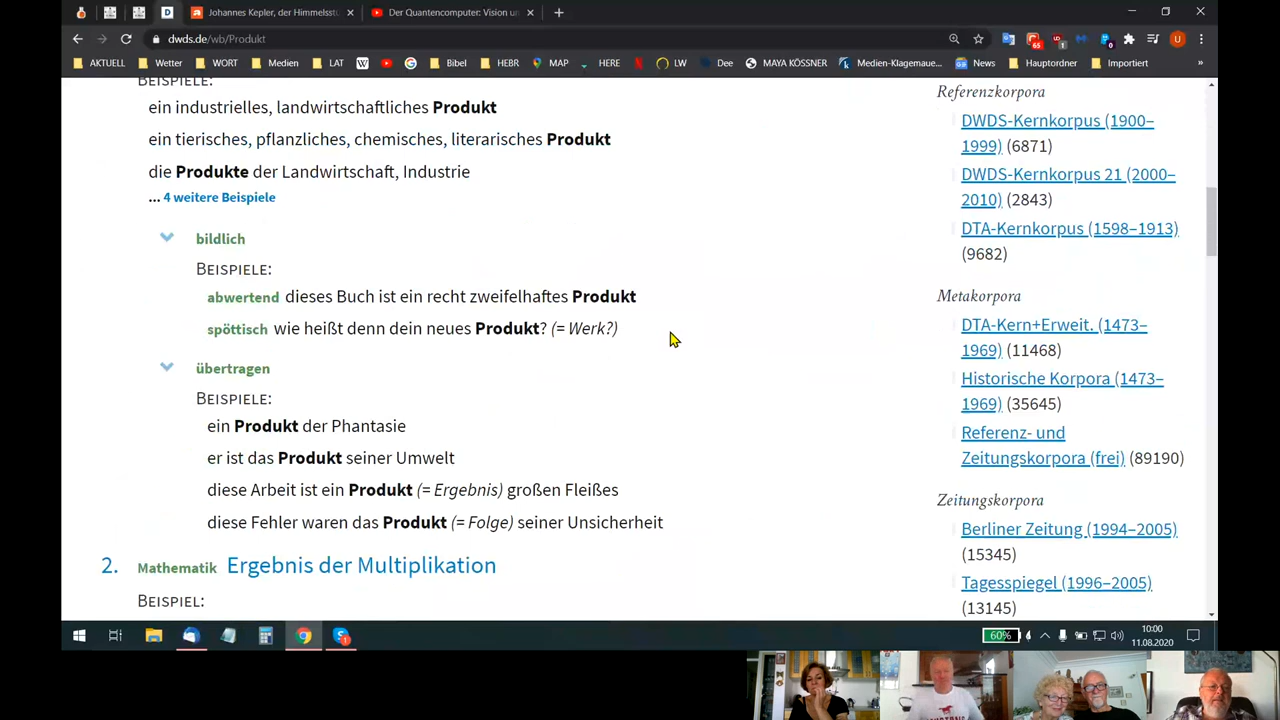 Johannes Kepler, der Himmelsstü
Der Quantencomputer: Vision un
dwds.de/wb/Produkt
AKTUELL Wetter WORT Medien LAT Bibel HEBR MAP HERE LW Dee MAYA KÖSSNER Medien-Klagemaue... News Hauptordner Importiert »
BEISPIELE:
ein industrielles, landwirtschaftliches Produkt
ein tierisches, pflanzliches, chemisches, literarisches Produkt
die Produkte der Landwirtschaft, Industrie
... 4 weitere Beispiele
bildlich
BEISPIELE:
abwertend dieses Buch ist ein recht zweifelhaftes Produkt
spöttisch wie heißt denn dein neues Produkt? (= Werk?)
übertragen
BEISPIELE:
ein Produkt der Phantasie
er ist das Produkt seiner Umwelt
diese Arbeit ist ein Produkt (= Ergebnis) großen Fleißes
diese Fehler waren das Produkt (= Folge) seiner Unsicherheit
2. Mathematik Ergebnis der Multiplikation
BEISPIEL:
Referenzkorpora
DWDS-Kernkorpus (1900–
1999) (6871)
DWDS-Kernkorpus 21 (2000–
2010) (2843)
DTA-Kernkorpus (1598–1913)
(9682)
Metakorpora
DTA-Kern+Erweit. (1473–
1969) (11468)
Historische Korpora (1473–
1969) (35645)
Referenz- und
Zeitungskorpora (frei) (89190)
Zeitungskorpora
Berliner Zeitung (1994–2005)
(15345)
Tagesspiegel (1996–2005)
(13145)
60%
10:00
11.08.2020